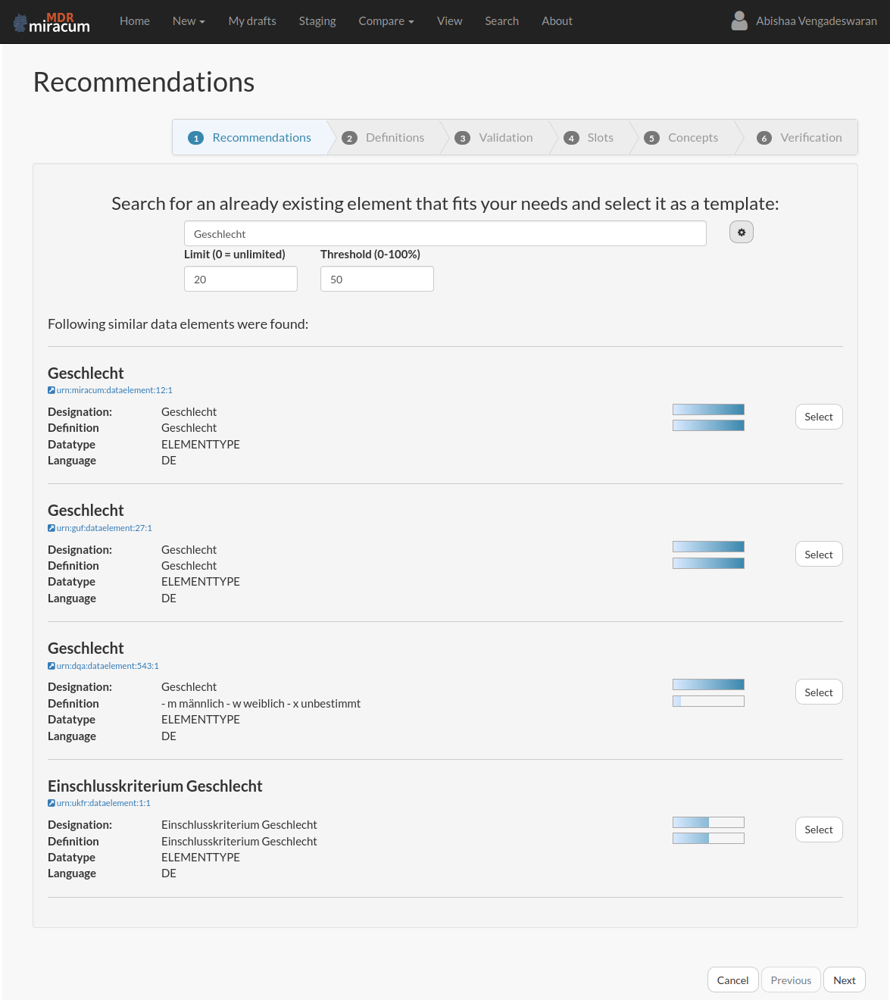 MDR
miracum
Home New My drafts Staging Compare View Search About Abishaa Vengadeswaran
Recommendations
1 Recommendations 2 Definitions 3 Validation 4 Slots 5 Concepts 6 Verification
Search for an already existing element that fits your needs and select it as a template:
Geschlecht
Limit (0 = unlimited) Threshold (0-100%)
20 50
Following similar data elements were found:
Geschlecht
urn:miracum:dataelement:12:1
Designation: Geschlecht
Select
Definition Geschlecht
Datatype ELEMENTTYPE
Language DE
Geschlecht
urn:guf:dataelement:27:1
Designation: Geschlecht
Select
Definition Geschlecht
Datatype ELEMENTTYPE
Language DE
Geschlecht
urn:dqa:dataelement:543:1
Designation: Geschlecht
Select
Definition - m männlich - w weiblich - x unbestimmt
Datatype ELEMENTTYPE
Language DE
Einschlusskriterium Geschlecht
urn:ukfr:dataelement:1:1
Designation: Einschlusskriterium Geschlecht
Select
Definition Einschlusskriterium Geschlecht
Datatype ELEMENTTYPE
Language DE
Cancel Previous Next